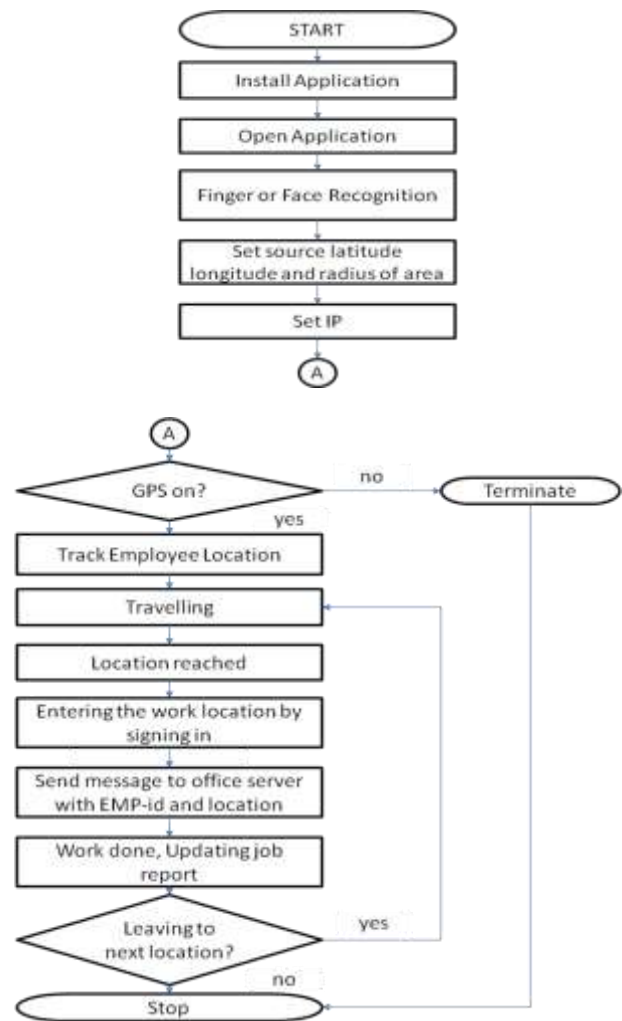 START
Install Application
Open Application
Finger or Face Recognition
Set source latitude
longitude and radius of area
Set IP
A
A
GPS on?
no
Terminate
yes
Track Employee Location
Travelling
Location reached
Entering the work location by
signing in
Send message to office server
with EMP-id and location
Work done, Updating job
report
Leaving to
next location?
yes
no
Stop